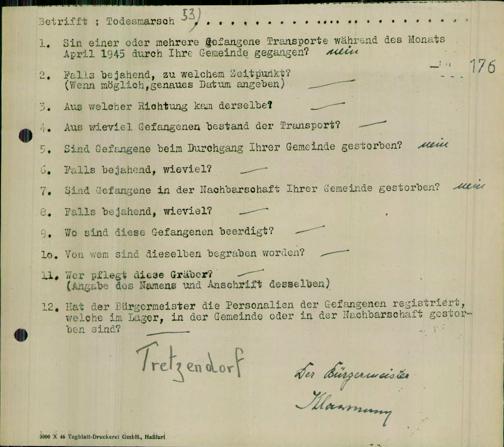 53)
Betrifft : Todesmarsch . . . . . . . . . . . . . . . . . . . .
1. Sin einer oder mehrere Gefangene Transporte während des Monats
April 1945 durch Ihre Gemeinde gegangen? nein
176
2. Falls bejahend, zu welchem Zeitpunkt? —
(Wenn möglich,genaues Datum angeben)
3. Aus welcher Richtung kam derselbe? —
4. Aus wieviel Gefangenen bestand der Transport? —
5. Sind Gefangene beim Durchgang Ihrer Gemeinde gestorben? nein
6. Falls bejahend, wieviel? —
7. Sind Gefangene in der Nachbarschaft Ihrer Gemeinde gestorben? nein
8. Falls bejahend, wieviel? —
9. Wo sind diese Gefangenen beerdigt? —
10. Von wem sind dieselben begraben worden? —
11. Wer pflegt diese Gräber? —
(Angabe des Namens und Anschrift desselben)
12. Hat der Bürgermeister die Personalien der Gefangenen registriert,
welche im Lager, in der Gemeinde oder in der Nachbarschaft gestor-
ben sind? —
Tretzendorf
Der Bürgermeister
3000 X 46 Tagblatt-Druckerei GmbH., Haßfurt